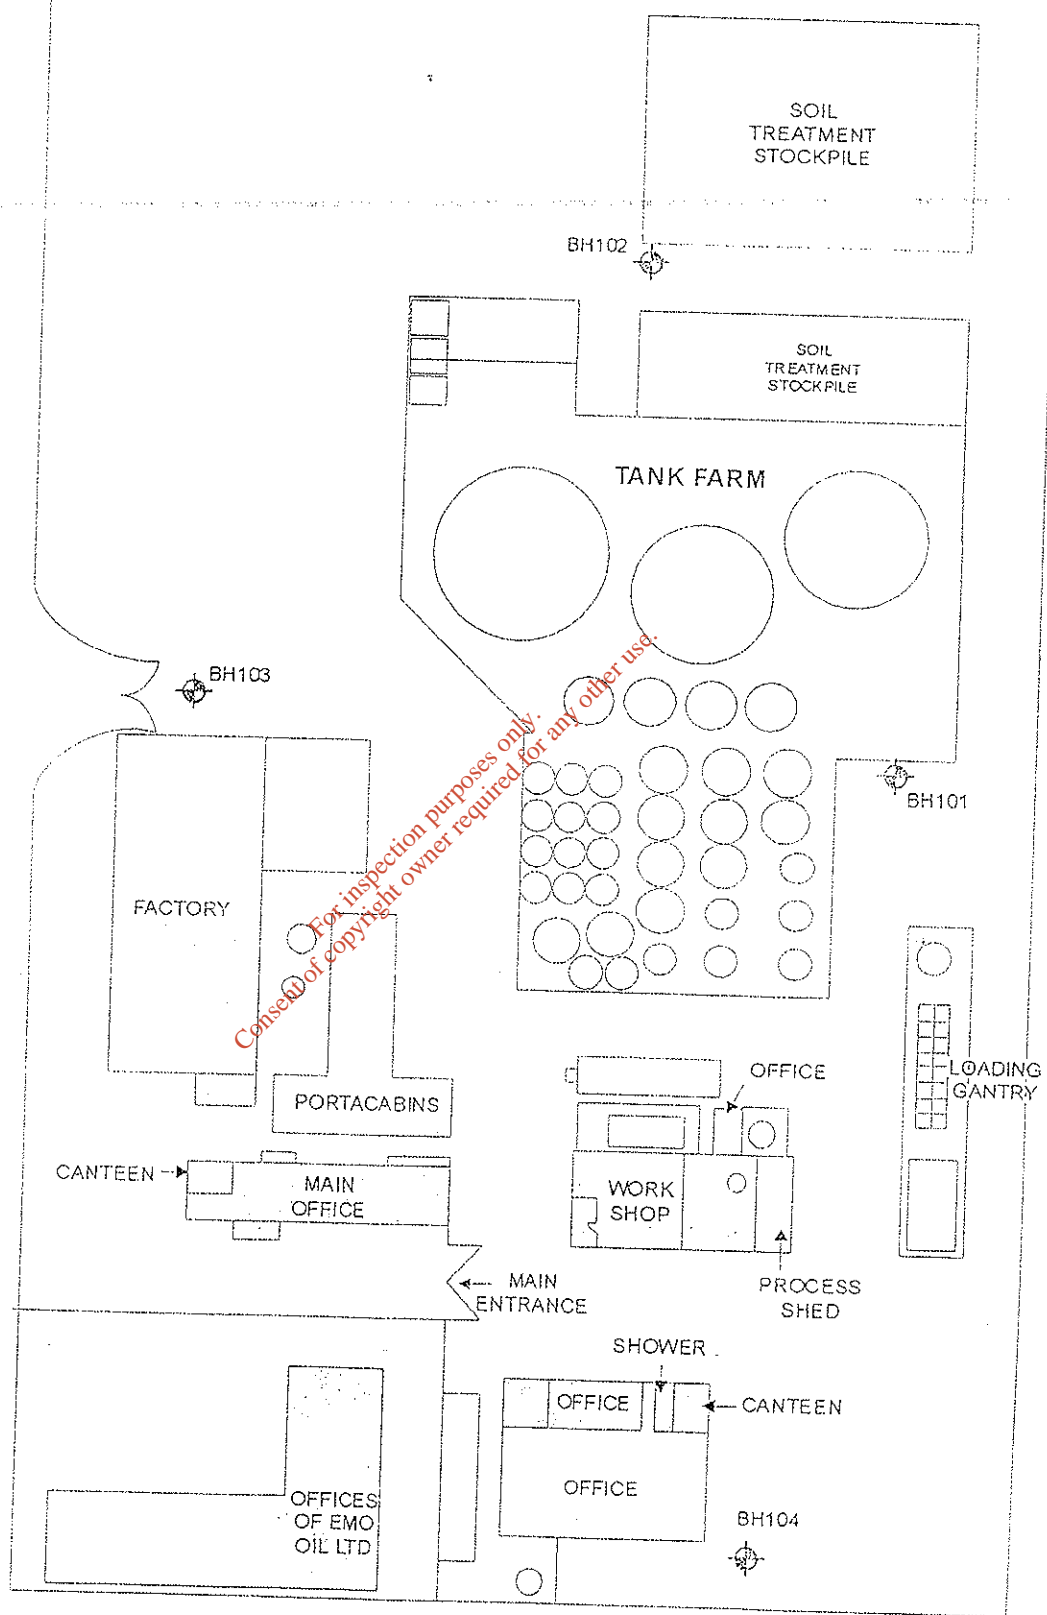 SOIL
TREATMENT
STOCKPILE
BH102
SOIL
TREATMENT
STOCKPILE
TANK FARM
BH103
BH101
For inspection purposes only.
Consent of copyright owner required for any other use.
FACTORY
LOADING
GANTRY
OFFICE
PORTACABINS
CANTEEN
MAIN
OFFICE
WORK
SHOP
MAIN
ENTRANCE
PROCESS
SHED
SHOWER
OFFICE
CANTEEN
OFFICE
OFFICES
OF EMO
OIL LTD
BH104